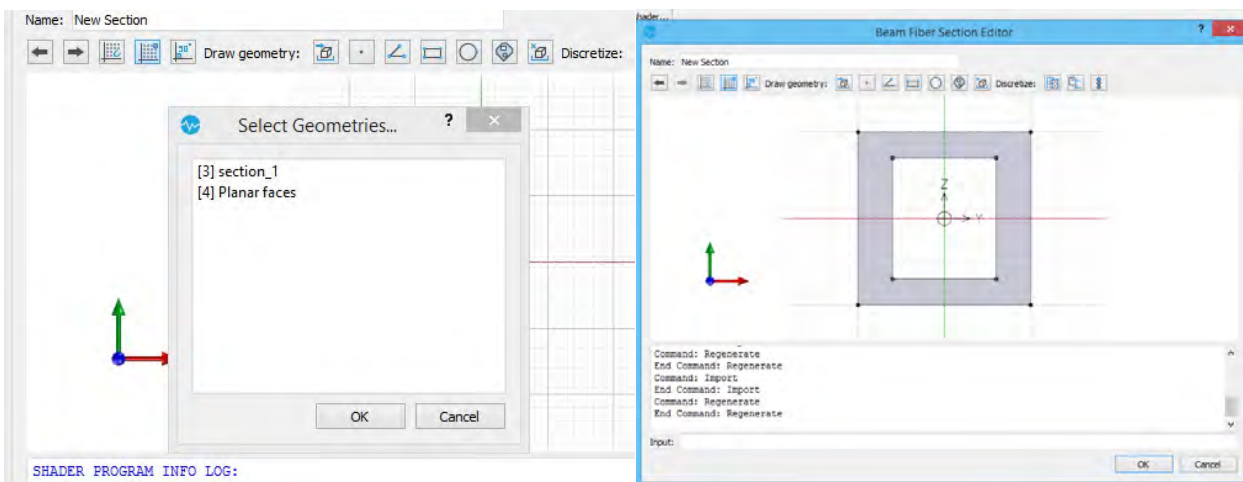 Name: New Section
30°
Draw geometry:
Discretize:
Select Geometries...
?
[3] section_1
[4] Planar faces
OK
Cancel
SHADER PROGRAM INFO LOG:
Beam Fiber Section Editor
?
Name: New Section
Draw geometry:
Discretize:
Z
Y
Command: Regenerate
End Command: Regenerate
Command: Import
End Command: Import
Command: Regenerate
End Command: Regenerate
Input:
OK
Cancel